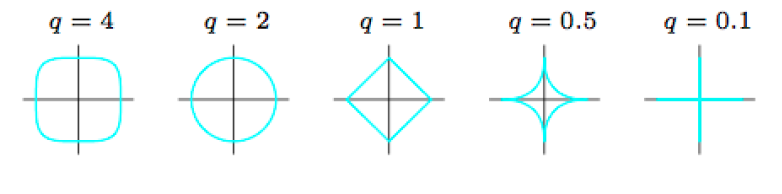 q = 4 q = 2 q = 1 q = 0.5 q = 0.1